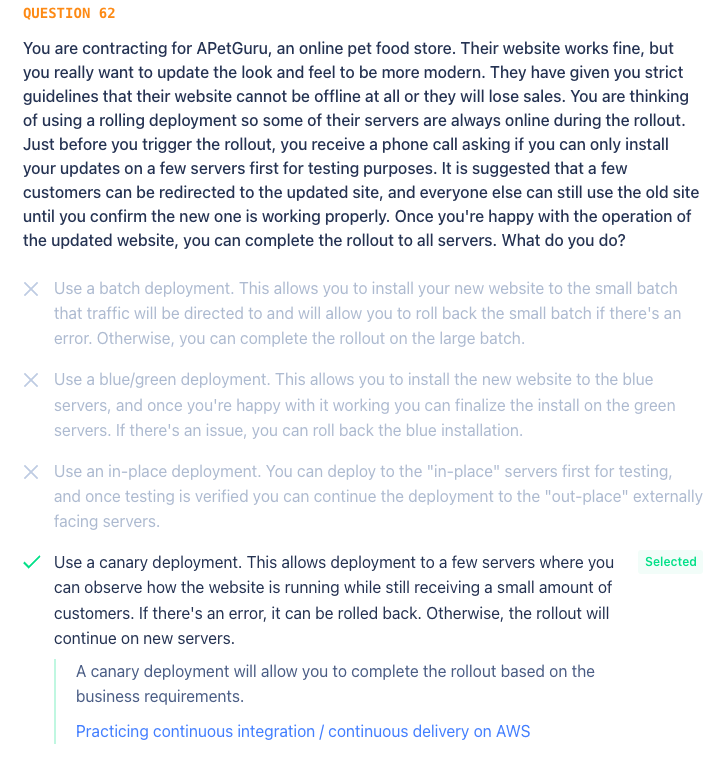 QUESTION 62
You are contracting for APetGuru, an online pet food store. Their website works fine, but
you really want to update the look and feel to be more modern. They have given you strict
guidelines that their website cannot be offline at all or they will lose sales. You are thinking
of using a rolling deployment so some of their servers are always online during the rollout.
Just before you trigger the rollout, you receive a phone call asking if you can only install
your updates on a few servers first for testing purposes. It is suggested that a few
customers can be redirected to the updated site, and everyone else can still use the old site
until you confirm the new one is working properly. Once you're happy with the operation of
the updated website, you can complete the rollout to all servers. What do you do?
Use a batch deployment. This allows you to install your new website to the small batch
that traffic will be directed to and will allow you to roll back the small batch if there's an
error. Otherwise, you can complete the rollout on the large batch.
Use a blue/green deployment. This allows you to install the new website to the blue
servers, and once you're happy with it working you can finalize the install on the green
servers. If there's an issue, you can roll back the blue installation.
Use an in-place deployment. You can deploy to the "in-place" servers first for testing,
and once testing is verified you can continue the deployment to the "out-place" externally
facing servers.
Use a canary deployment. This allows deployment to a few servers where you
Selected
can observe how the website is running while still receiving a small amount of
customers. If there's an error, it can be rolled back. Otherwise, the rollout will
continue on new servers.
A canary deployment will allow you to complete the rollout based on the
business requirements.
Practicing continuous integration / continuous delivery on AWS